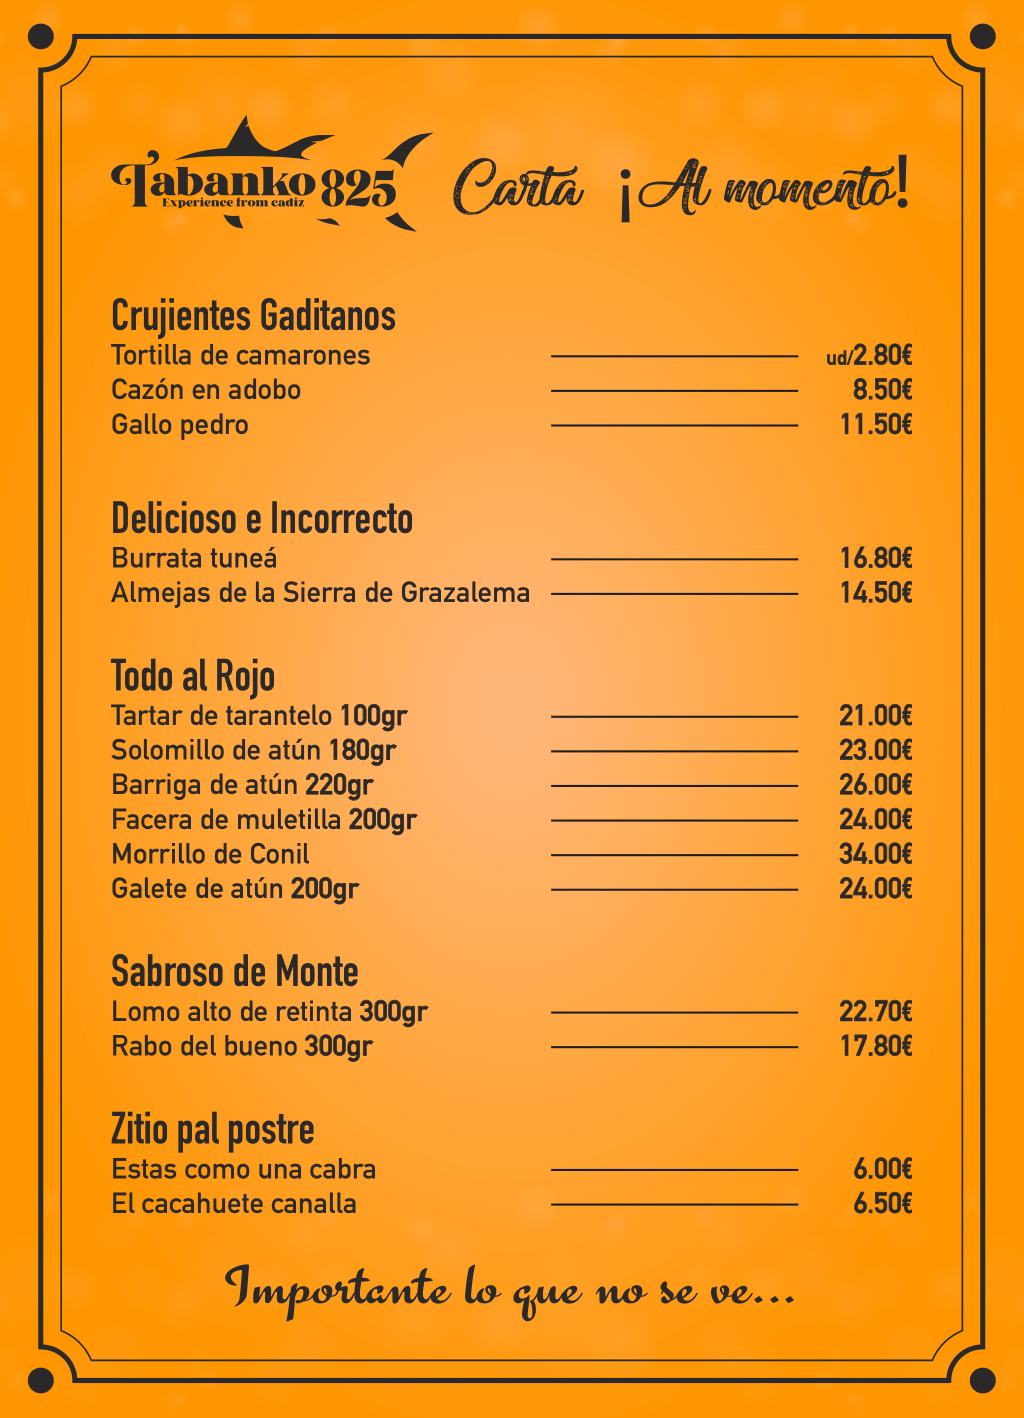 Tabanko 825
Experience from cadiz
Carta ¡Al momento!
Crujientes Gaditanos
Tortilla de camarones ud/2.80€
Cazón en adobo 8.50€
Gallo pedro 11.50€
Delicioso e Incorrecto
Burrata tuneá 16.80€
Almejas de la Sierra de Grazalema 14.50€
Todo al Rojo
Tartar de tarantelo 100gr 21.00€
Solomillo de atún 180gr 23.00€
Barriga de atún 220gr 26.00€
Facera de muletilla 200gr 24.00€
Morrillo de Conil 34.00€
Galete de atún 200gr 24.00€
Sabroso de Monte
Lomo alto de retinta 300gr 22.70€
Rabo del bueno 300gr 17.80€
Zitio pal postre
Estas como una cabra 6.00€
El cacahuete canalla 6.50€
Importante lo que no se ve...